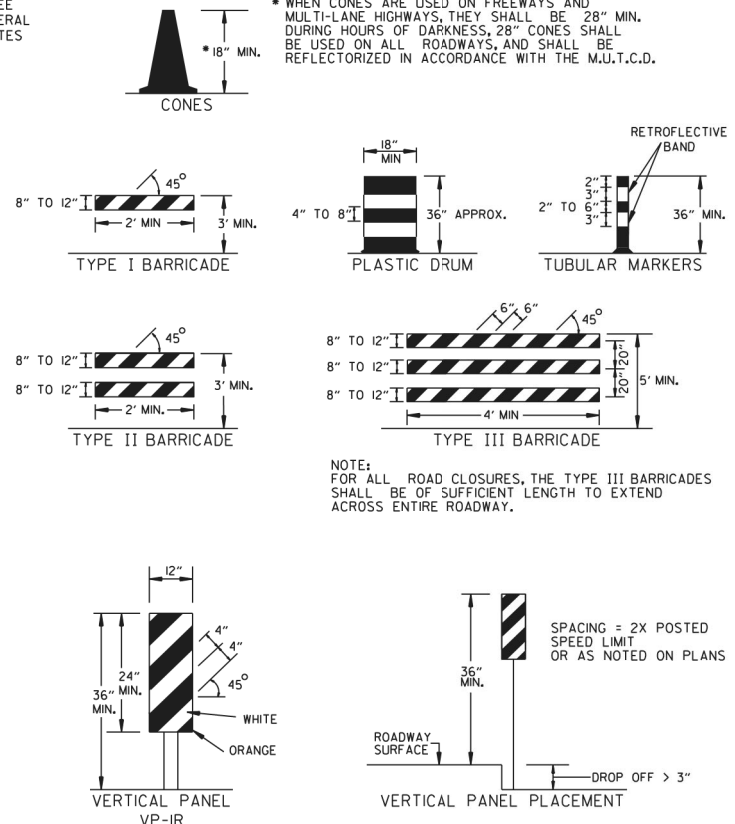 EE
ERAL
TES
* WHEN CONES ARE USED ON FREEWAYS AND
MULTI-LANE HIGHWAYS, THEY SHALL BE 28" MIN.
DURING HOURS OF DARKNESS, 28" CONES SHALL
BE USED ON ALL ROADWAYS, AND SHALL BE
REFLECTORIZED IN ACCORDANCE WITH THE M.U.T.C.D.
*18" MIN.
CONES
8" TO 12"
45°
2' MIN
3' MIN.
TYPE I BARRICADE
18"
MIN
4" TO 8"
36" APPROX.
PLASTIC DRUM
RETROFLECTIVE
BAND
2"
3"
2" TO 6"
3"
36" MIN.
TUBULAR MARKERS
45°
8" TO 12"
8" TO 12"
2' MIN.
3' MIN.
TYPE II BARRICADE
6" 6"
45°
8" TO 12"
8" TO 12"
8" TO 12"
20"
20"
5' MIN.
4' MIN
TYPE III BARRICADE
NOTE:
FOR ALL ROAD CLOSURES, THE TYPE III BARRICADES
SHALL BE OF SUFFICIENT LENGTH TO EXTEND
ACROSS ENTIRE ROADWAY.
12"
4"
4"
45°
24"
MIN.
36"
MIN.
WHITE
ORANGE
VERTICAL PANEL
VP-IR
36"
MIN.
SPACING = 2X POSTED
SPEED LIMIT
OR AS NOTED ON PLANS
ROADWAY
SURFACE
DROP OFF > 3"
VERTICAL PANEL PLACEMENT